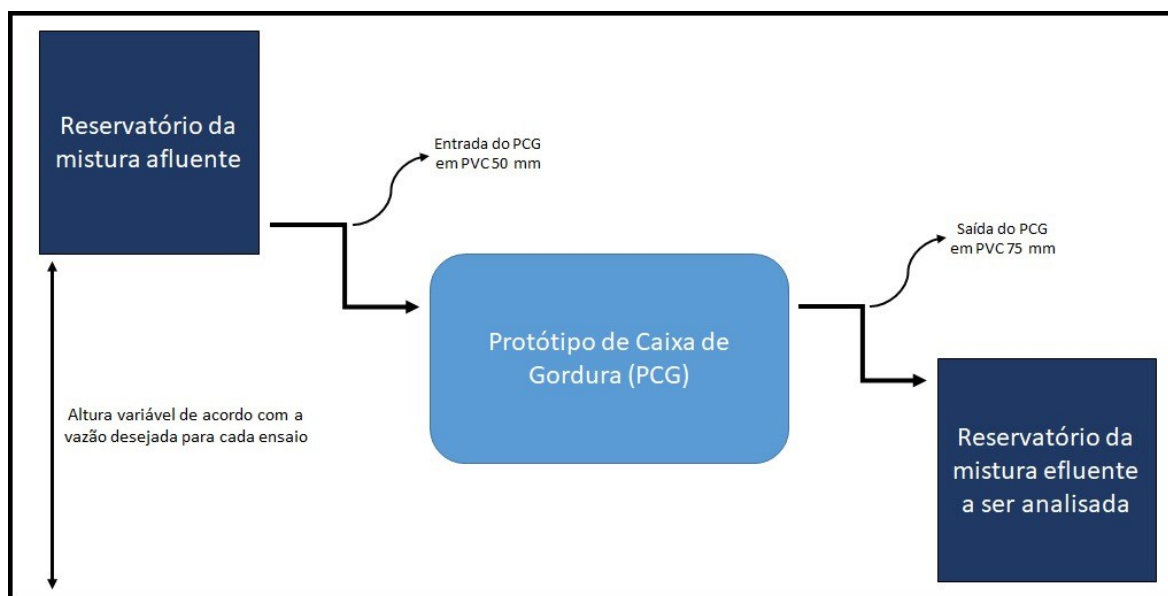 Reservatório da
mistura afluente
Entrada do PCG
em PVC 50 mm
Saída do PCG
em PVC 75 mm
Protótipo de Caixa de
Gordura (PCG)
Altura variável de acordo com a
vazão desejada para cada ensaio
Reservatório da
mistura efluente
a ser analisada